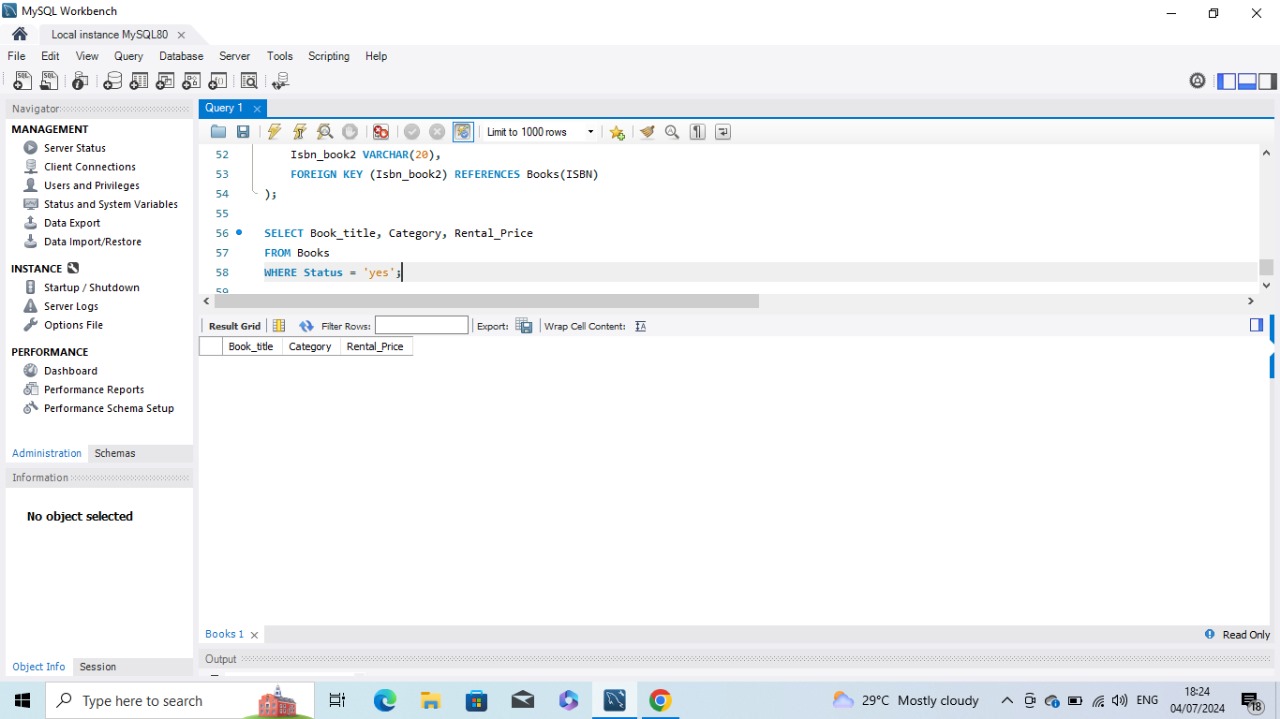 MySQL Workbench
Local instance MySQL80
File Edit View Query Database Server Tools Scripting Help
Navigator
MANAGEMENT
Server Status
Client Connections
Users and Privileges
Status and System Variables
Data Export
Data Import/Restore
INSTANCE
Startup / Shutdown
Server Logs
Options File
PERFORMANCE
Dashboard
Performance Reports
Performance Schema Setup
Administration Schemas
Information
No object selected
Object Info Session
Query 1
Limit to 1000 rows
52 Isbn_book2 VARCHAR(20),
53 FOREIGN KEY (Isbn_book2) REFERENCES Books(ISBN)
54 );
55
56 SELECT Book_title, Category, Rental_Price
57 FROM Books
58 WHERE Status = 'yes';
59
Result Grid Filter Rows: Export: Wrap Cell Content:
Book_title Category Rental_Price
Books 1 Read Only
Output
Type here to search
29°C Mostly cloudy
ENG
8:24
04/07/2024
18